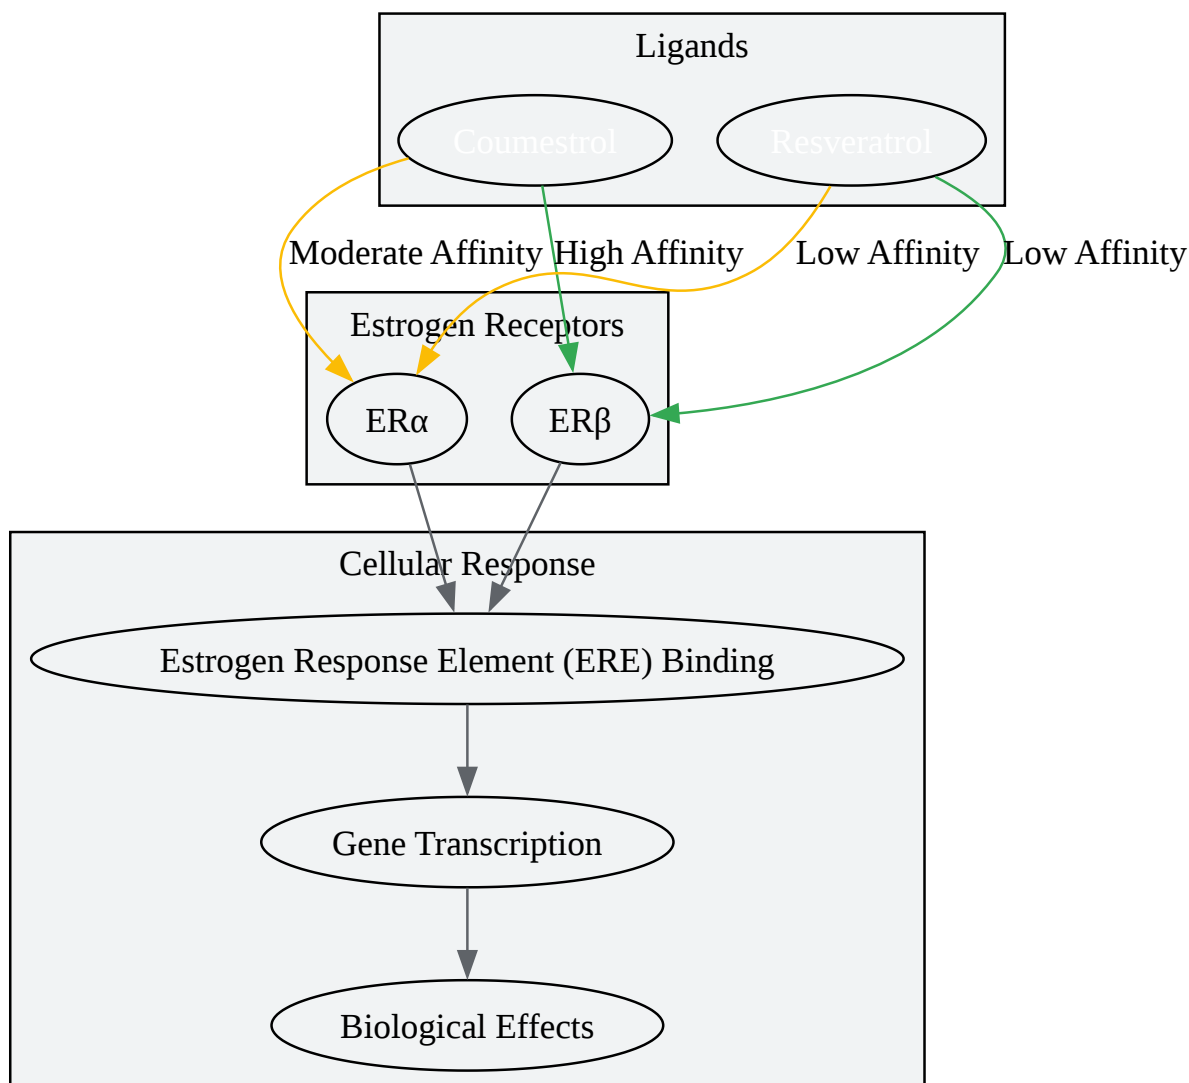 Ligands
Coumestrol
Resveratrol
Moderate Affinity
High Affinity
Low Affinity
Low Affinity
Estrogen Receptors
ERα
ERβ
Cellular Response
Estrogen Response Element (ERE) Binding
Gene Transcription
Biological Effects